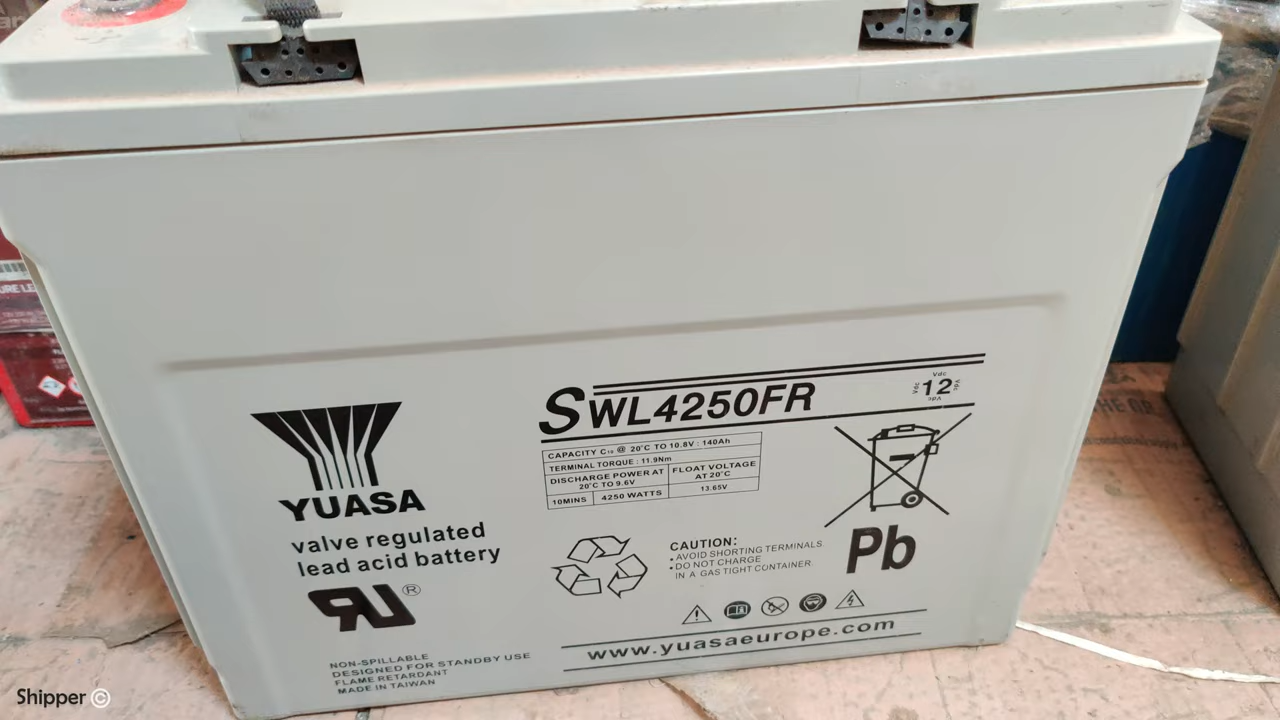 SWL4250FR
Vdc
Vdc 12 Vdc
Vdc
CAPACITY C₁₀ @ 20°C TO 10.8V : 140Ah
TERMINAL TORQUE : 11.9Nm
DISCHARGE POWER AT 20°C TO 9.6V
FLOAT VOLTAGE AT 20°C
10MINS 4250 WATTS 13.65V
YUASA
valve regulated
lead acid battery
®
Pb
CAUTION:
• AVOID SHORTING TERMINALS.
• DO NOT CHARGE
IN A GAS TIGHT CONTAINER.
www.yuasaeurope.com
NON-SPILLABLE
DESIGNED FOR STANDBY USE
FLAME RETARDANT
MADE IN TAIWAN
Shipper ©